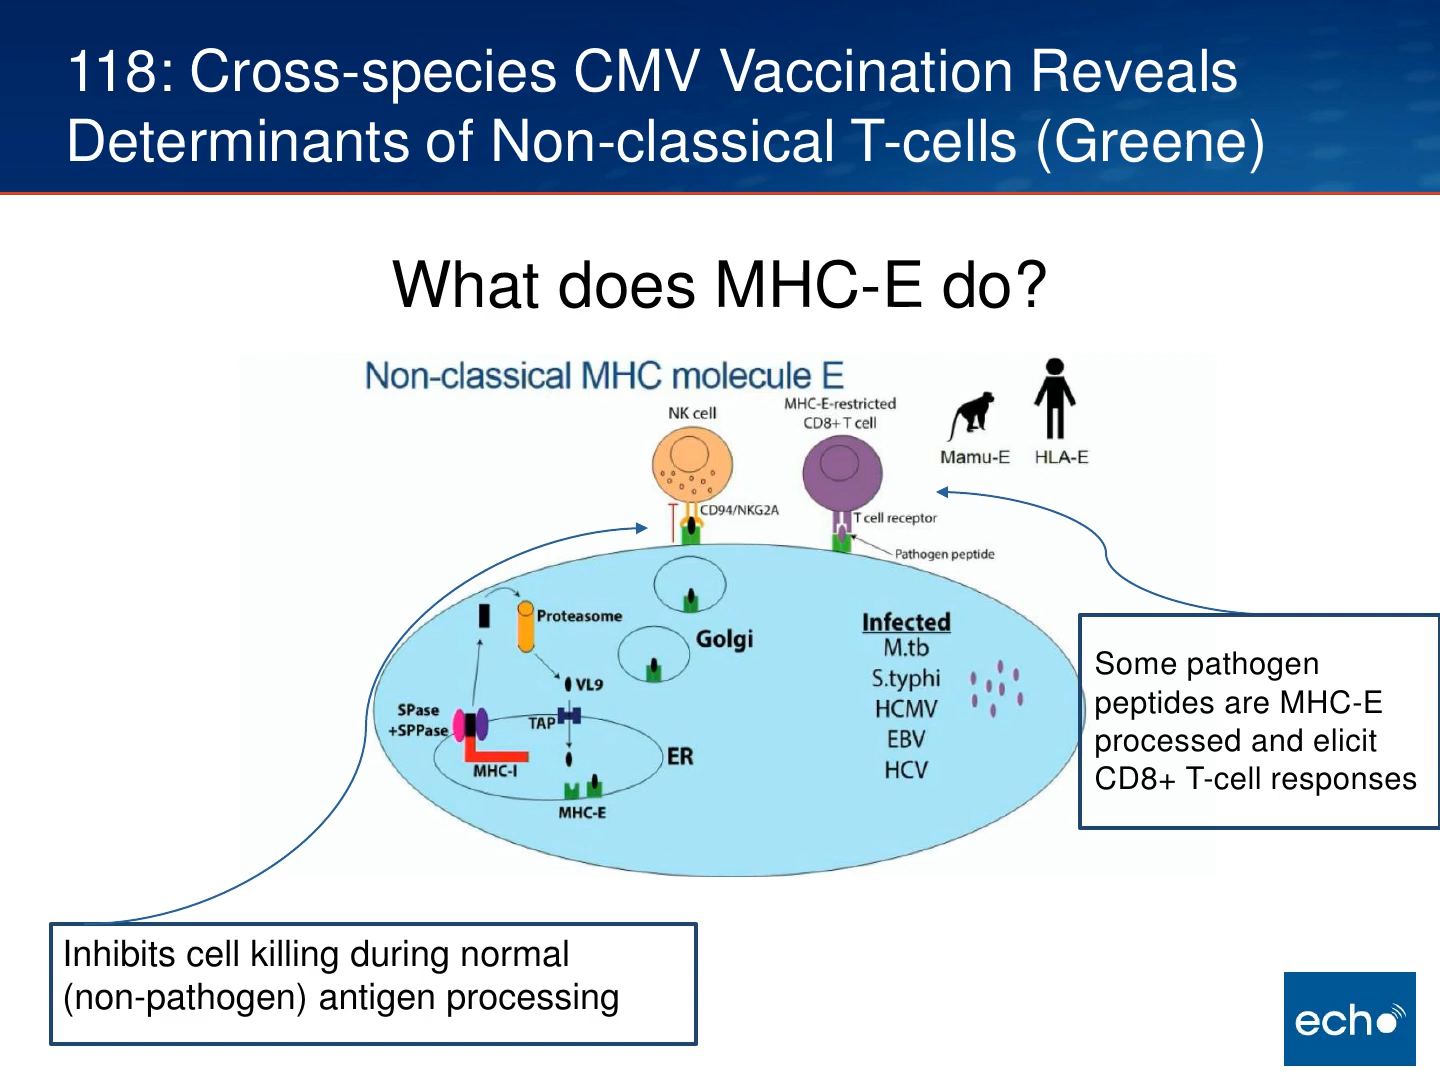 118: Cross-species CMV Vaccination Reveals
Determinants of Non-classical T-cells (Greene)
What does MHC-E do?
Non-classical MHC molecule E
NK cell
MHC-E-restricted
CD8+ T cell
Mamu-E
HLA-E
CD94/NKG2A
T cell receptor
Pathogen peptide
Proteasome
Golgi
VL9
SPase
+SPPase
TAP
MHC-I
ER
MHC-E
Infected
M.tb
S.typhi
HCMV
EBV
HCV
Some pathogen
peptides are MHC-E
processed and elicit
CD8+ T-cell responses
Inhibits cell killing during normal
(non-pathogen) antigen processing
echo